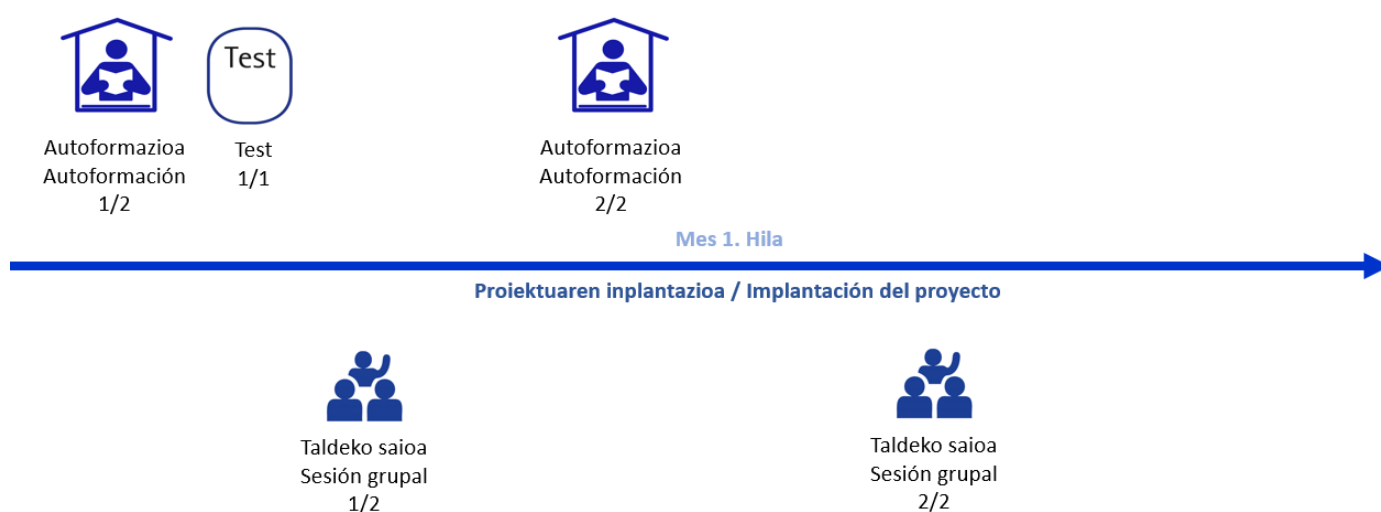 Test
Autoformazioa
Autoformación
1/2
Test
1/1
Autoformazioa
Autoformación
2/2
Mes 1. Hila
Proiektuaren inplantazioa / Implantación del proyecto
Taldeko saioa
Sesión grupal
1/2
Taldeko saioa
Sesión grupal
2/2